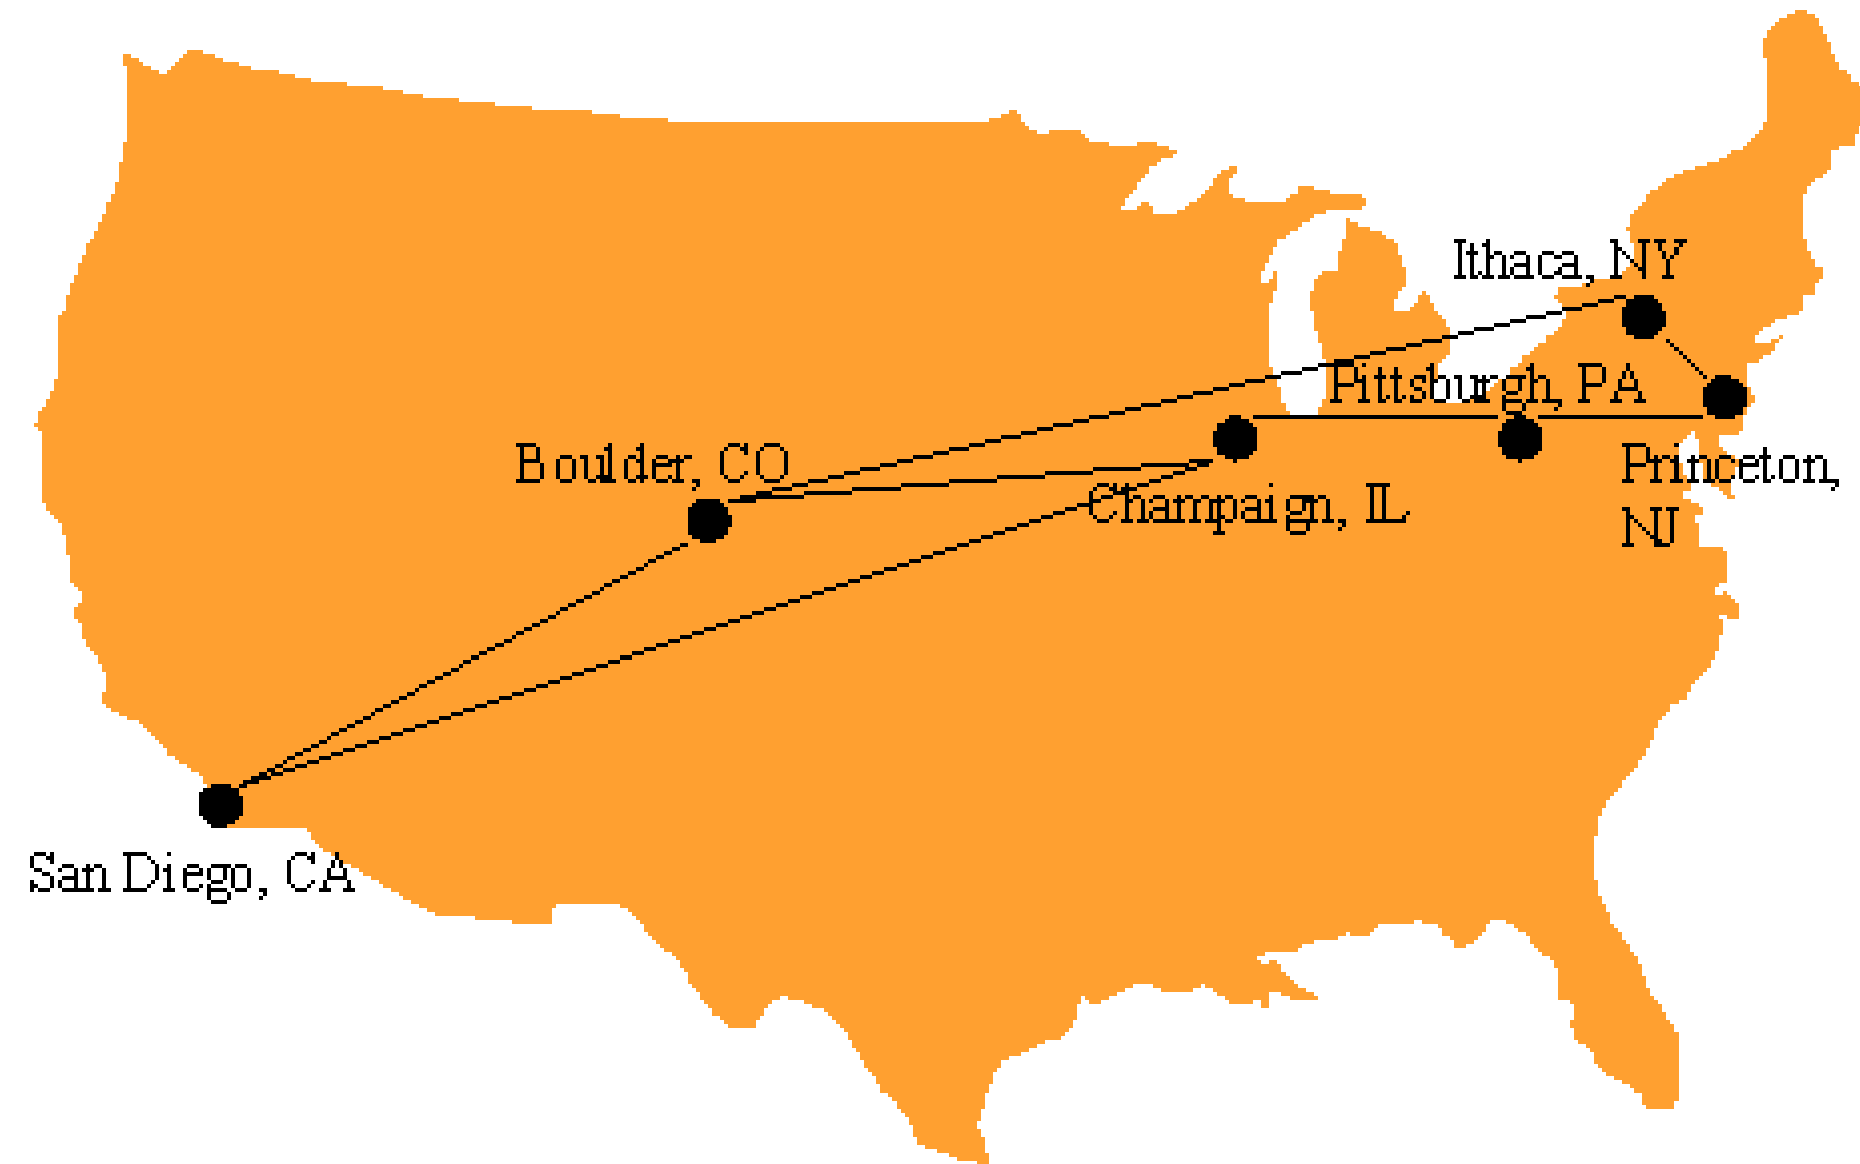 Ithaca, NY
Pittsburgh, PA
Boulder, CO
Princeton,
NJ
Champaign, IL
San Diego, CA